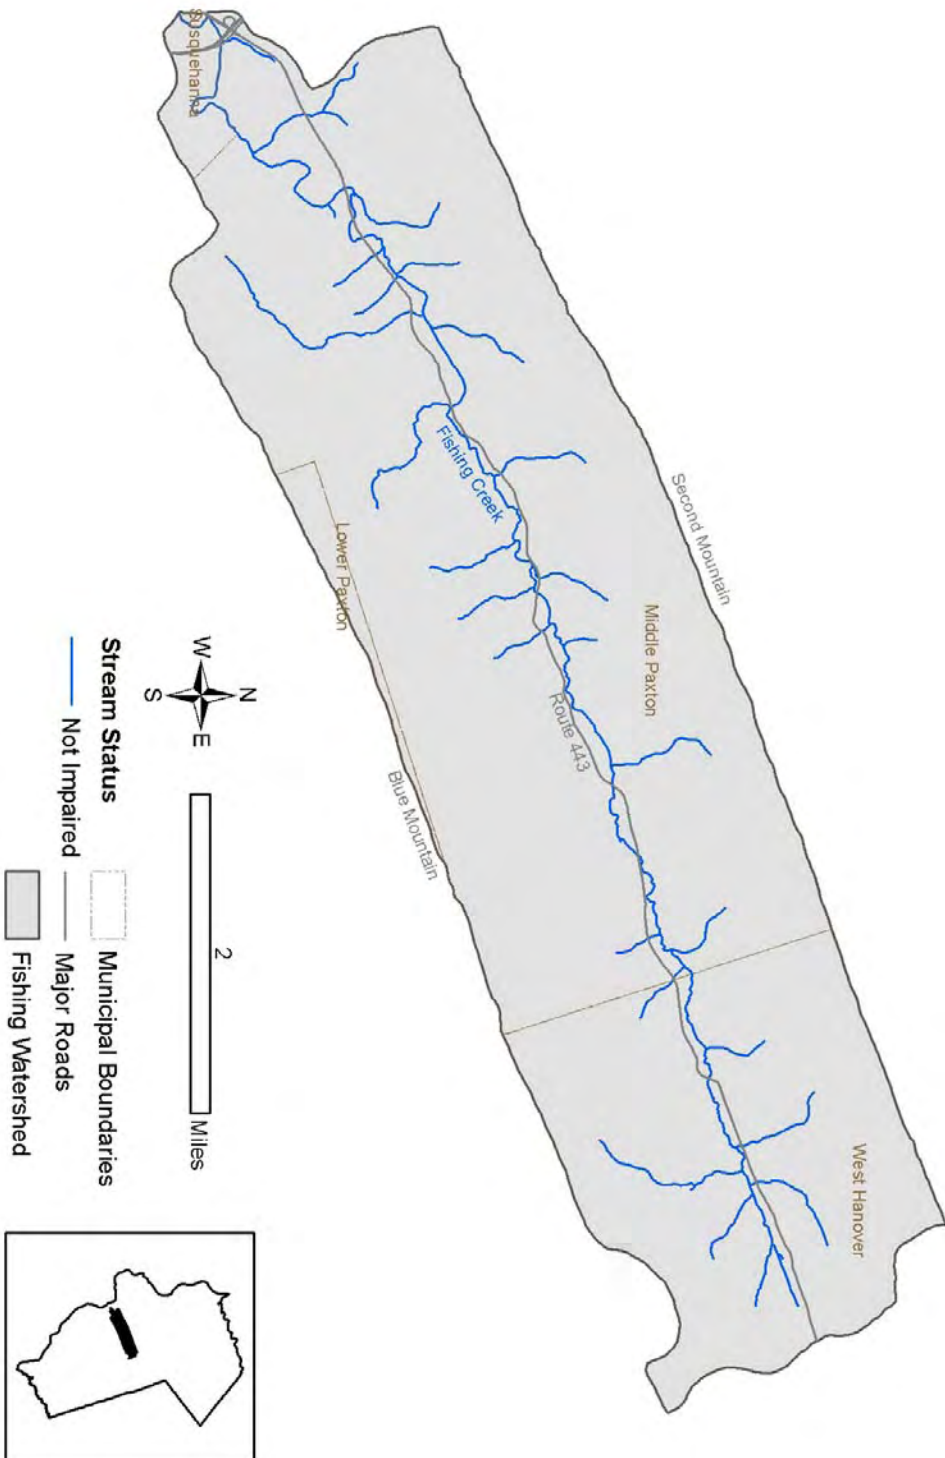 Second Mountain
West Hanover
Middle Paxton
Route 443
Fishing Creek
Susquehanna
Lower Paxton
Blue Mountain
N
W
E
S
2
Miles
Stream Status
Not Impaired
Municipal Boundaries
Major Roads
Fishing Watershed